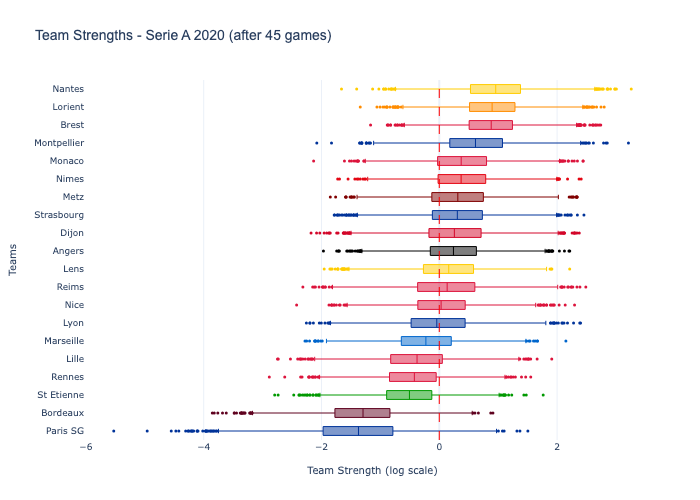 Team Strengths - Serie A 2020 (after 45 games)
Nantes
Lorient
Brest
Montpellier
Monaco
Nimes
Metz
Strasbourg
Dijon
Angers
Lens
Reims
Nice
Lyon
Marseille
Lille
Rennes
St Etienne
Bordeaux
Paris SG
Teams
−6 −4 −2 0 2
Team Strength (log scale)